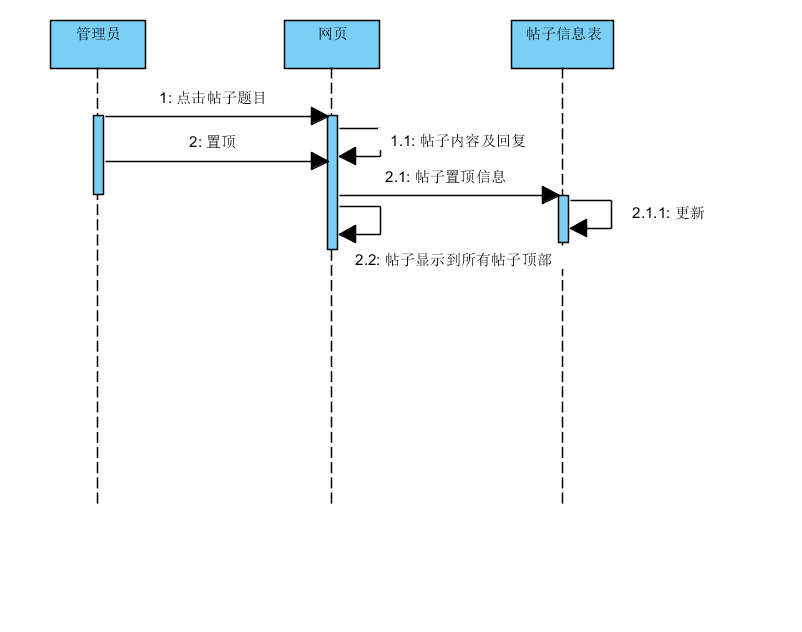 管理员
网页
帖子信息表
1: 点击帖子题目
1.1: 帖子内容及回复
2: 置顶
2.1: 帖子置顶信息
2.1.1: 更新
2.2: 帖子显示到所有帖子顶部